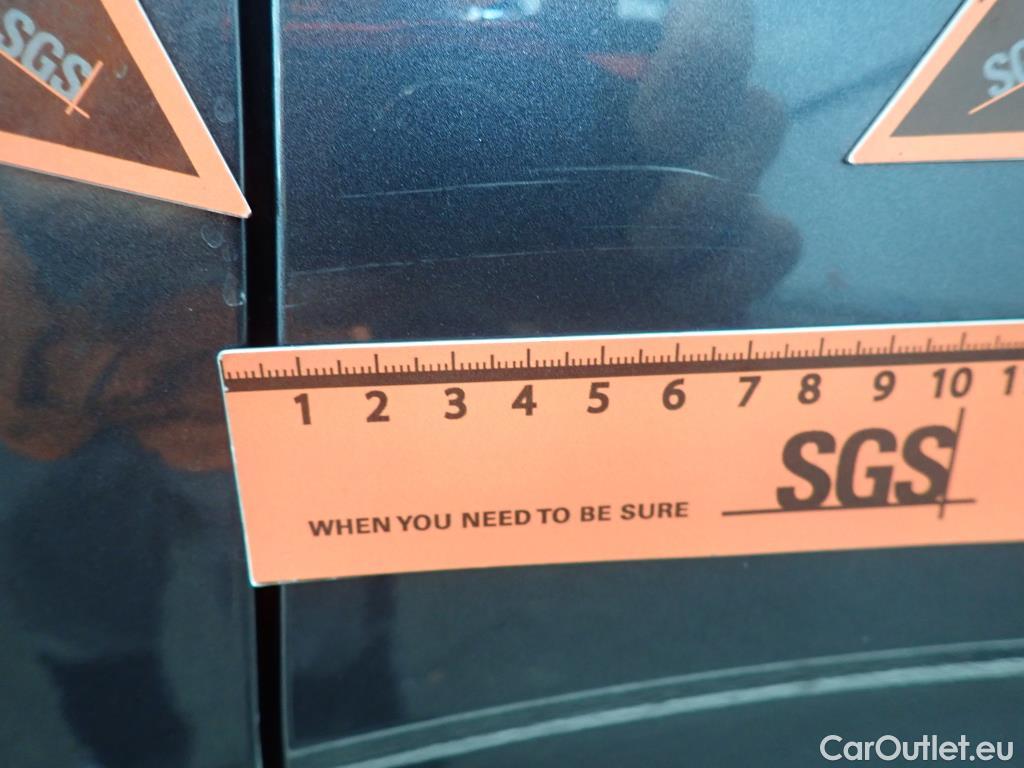 SGS
1 2 3 4 5 6 7 8 9 10
SGS
WHEN YOU NEED TO BE SURE
CarOutlet.eu